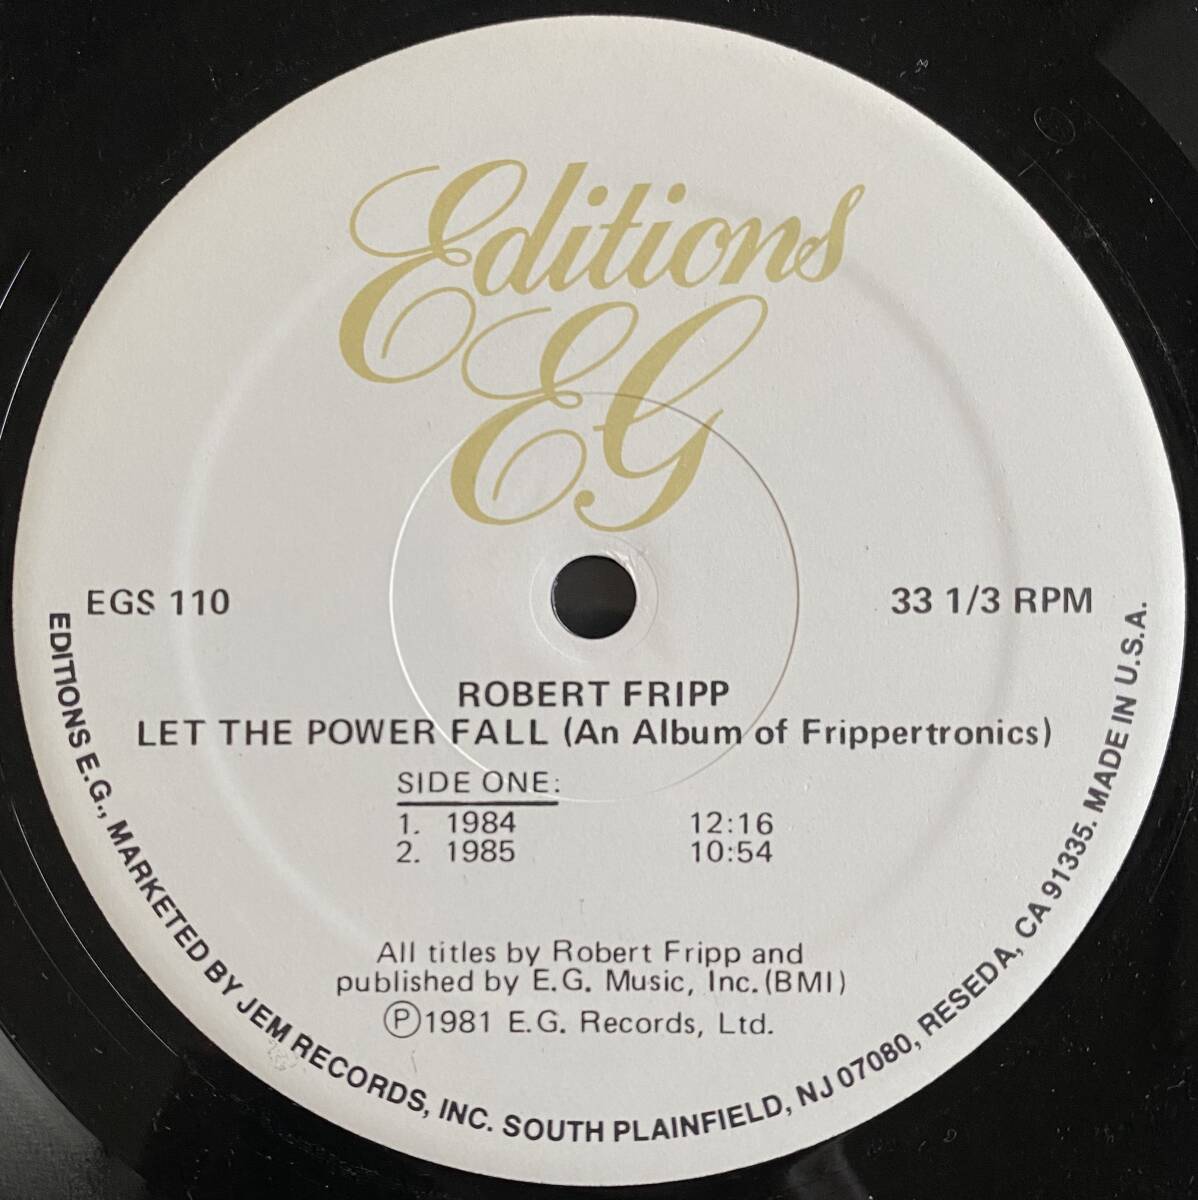 Editions
EG
EGS 110
33 1/3 RPM
ROBERT FRIPP
LET THE POWER FALL (An Album of Frippertronics)
SIDE ONE:
1. 1984 12:16
2. 1985 10:54
All titles by Robert Fripp and
published by E.G. Music, Inc. (BMI)
Ⓟ1981 E.G. Records, Ltd.
EDITIONS E.G., MARKETED BY JEM RECORDS, INC. SOUTH PLAINFIELD, NJ 07080, RESEDA, CA 91335. MADE IN U.S.A.